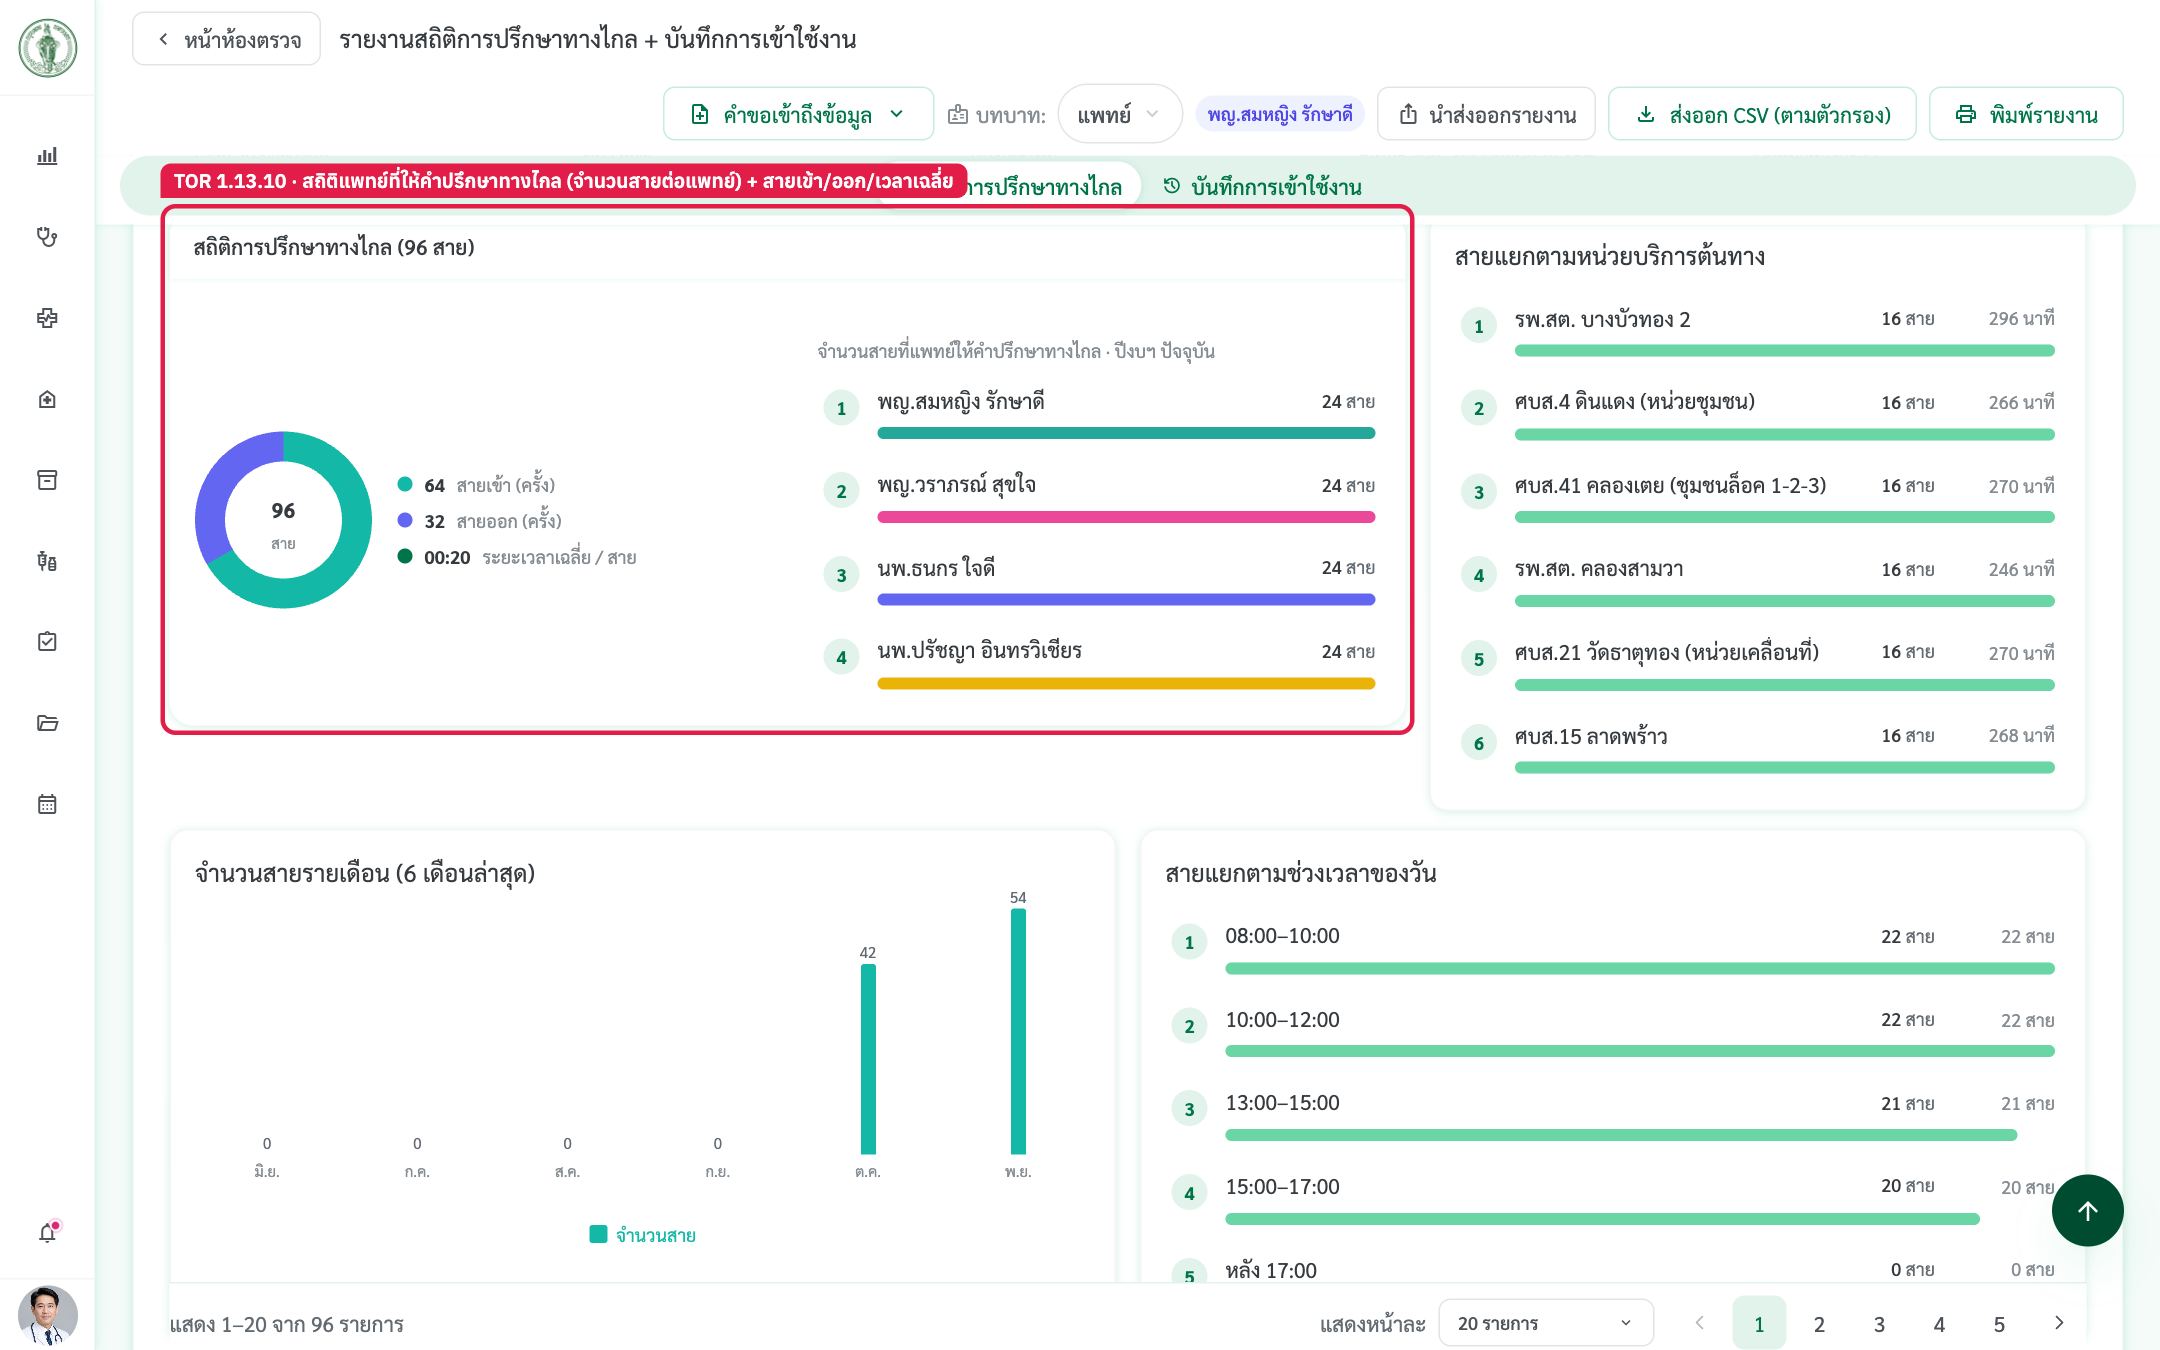 หน้าห้องตรวจ
รายงานสถิติการปรึกษาทางไกล + บันทึกการเข้าใช้งาน
คำขอเข้าถึงข้อมูล
บทบาท:
แพทย์
พญ.สมหญิง รักษาดี
นำส่งออกรายงาน
ส่งออก CSV (ตามตัวกรอง)
พิมพ์รายงาน
TOR 1.13.10 · สถิติแพทย์ที่ให้คำปรึกษาทางไกล (จำนวนสายต่อแพทย์) + สายเข้า/ออก/เวลาเฉลี่ย
การปรึกษาทางไกล
บันทึกการเข้าใช้งาน
สถิติการปรึกษาทางไกล (96 สาย)
96
สาย
64 สายเข้า (ครั้ง)
32 สายออก (ครั้ง)
00:20 ระยะเวลาเฉลี่ย / สาย
จำนวนสายที่แพทย์ให้คำปรึกษาทางไกล · ปีงบฯ ปัจจุบัน
1 พญ.สมหญิง รักษาดี 24 สาย
2 พญ.วราภรณ์ สุขใจ 24 สาย
3 นพ.ธนกร ใจดี 24 สาย
4 นพ.ปรัชญา อินทรวิเชียร 24 สาย
สายแยกตามหน่วยบริการต้นทาง
1 รพ.สต. บางบัวทอง 2 16 สาย 296 นาที
2 ศบส.4 ดินแดง (หน่วยชุมชน) 16 สาย 266 นาที
3 ศบส.41 คลองเตย (ชุมชนล็อค 1-2-3) 16 สาย 270 นาที
4 รพ.สต. คลองสามวา 16 สาย 246 นาที
5 ศบส.21 วัดธาตุทอง (หน่วยเคลื่อนที่) 16 สาย 270 นาที
6 ศบส.15 ลาดพร้าว 16 สาย 268 นาที
จำนวนสายรายเดือน (6 เดือนล่าสุด)
0 0 0 0 42 54
มิ.ย. ก.ค. ส.ค. ก.ย. ต.ค. พ.ย.
จำนวนสาย
สายแยกตามช่วงเวลาของวัน
1 08:00–10:00 22 สาย 22 สาย
2 10:00–12:00 22 สาย 22 สาย
3 13:00–15:00 21 สาย 21 สาย
4 15:00–17:00 20 สาย 20 สาย
5 หลัง 17:00 0 สาย 0 สาย
แสดง 1–20 จาก 96 รายการ
แสดงหน้าละ
20 รายการ
1 2 3 4 5